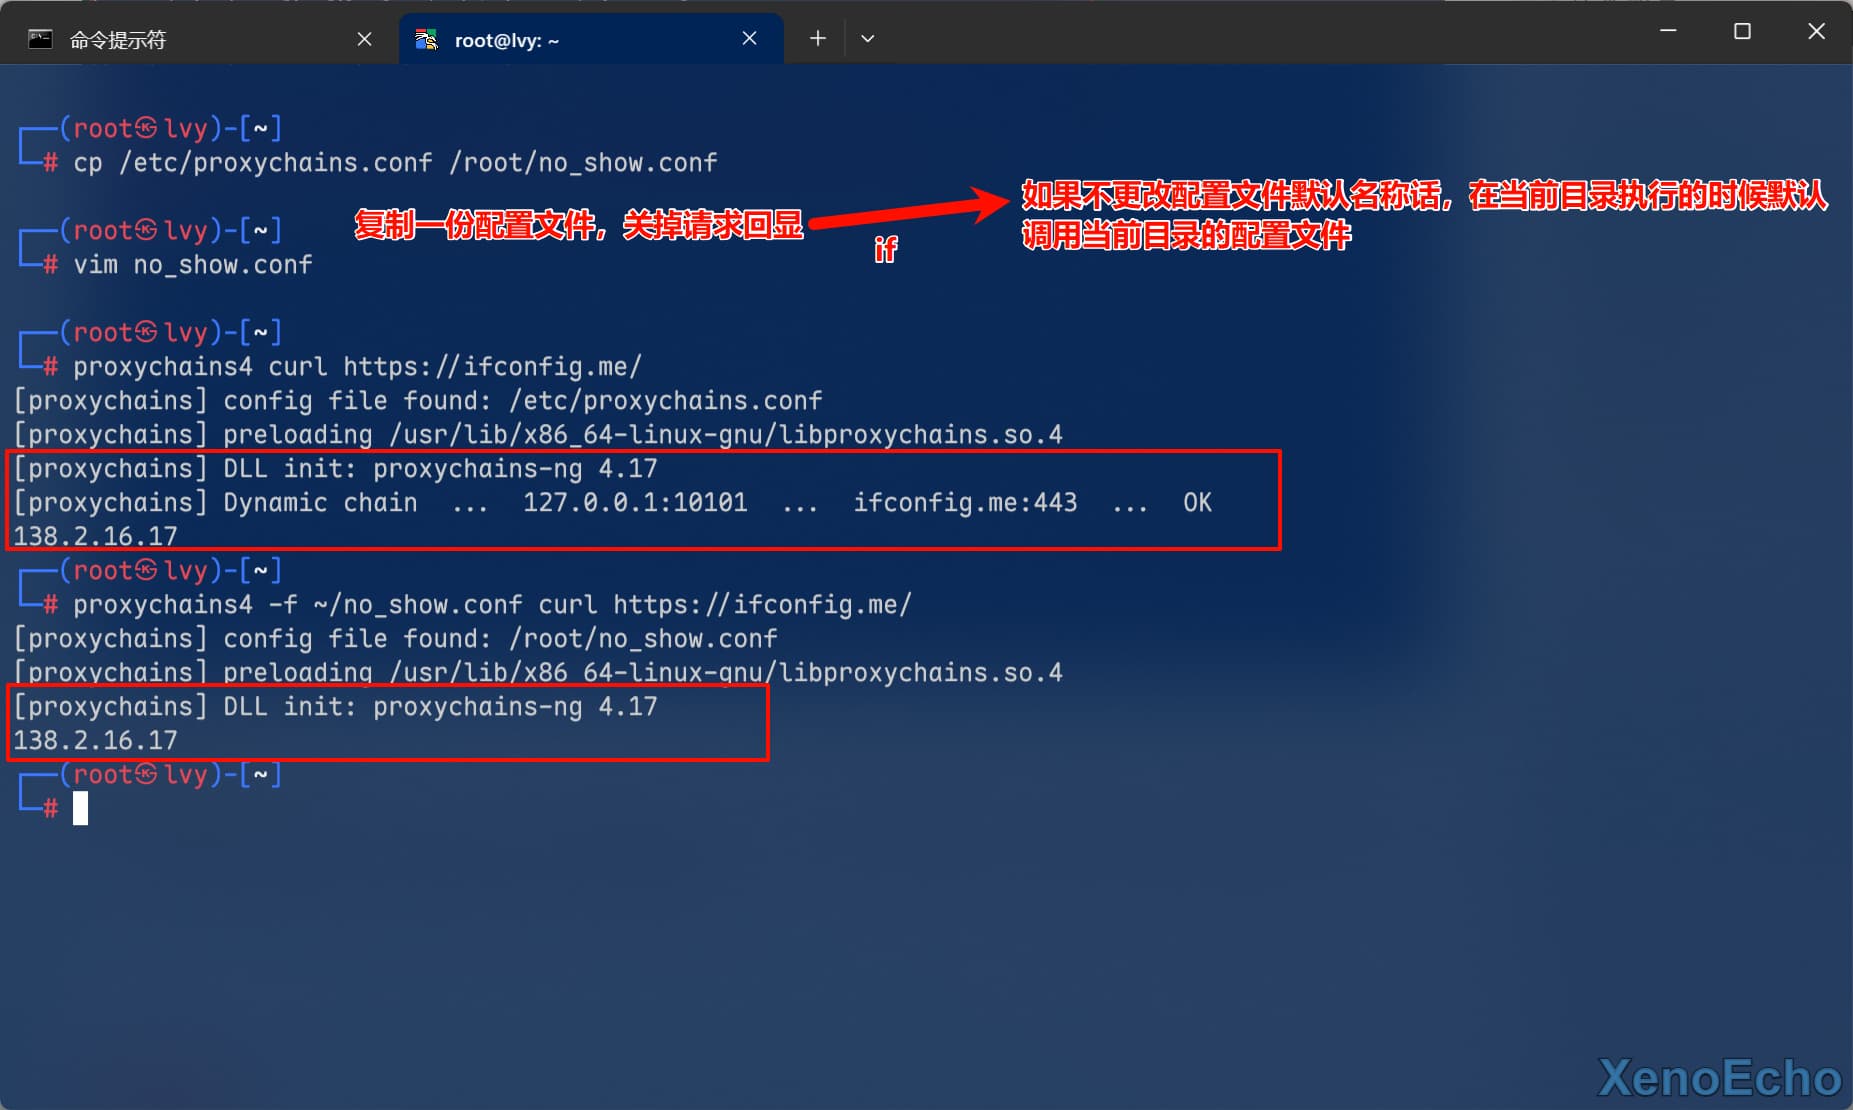 命令提示符
root@lvy: ~
┌──(root㉿lvy)-[~]
└─# cp /etc/proxychains.conf /root/no_show.conf
如果不更改配置文件默认名称话，在当前目录执行的时候默认
调用当前目录的配置文件
复制一份配置文件，关掉请求回显
if
┌──(root㉿lvy)-[~]
└─# vim no_show.conf
┌──(root㉿lvy)-[~]
└─# proxychains4 curl https://ifconfig.me/
[proxychains] config file found: /etc/proxychains.conf
[proxychains] preloading /usr/lib/x86_64-linux-gnu/libproxychains.so.4
[proxychains] DLL init: proxychains-ng 4.17
[proxychains] Dynamic chain  ...  127.0.0.1:10101  ...  ifconfig.me:443  ...  OK
138.2.16.17
┌──(root㉿lvy)-[~]
└─# proxychains4 -f ~/no_show.conf curl https://ifconfig.me/
[proxychains] config file found: /root/no_show.conf
[proxychains] preloading /usr/lib/x86_64-linux-gnu/libproxychains.so.4
[proxychains] DLL init: proxychains-ng 4.17
138.2.16.17
┌──(root㉿lvy)-[~]
└─#
XenoEcho